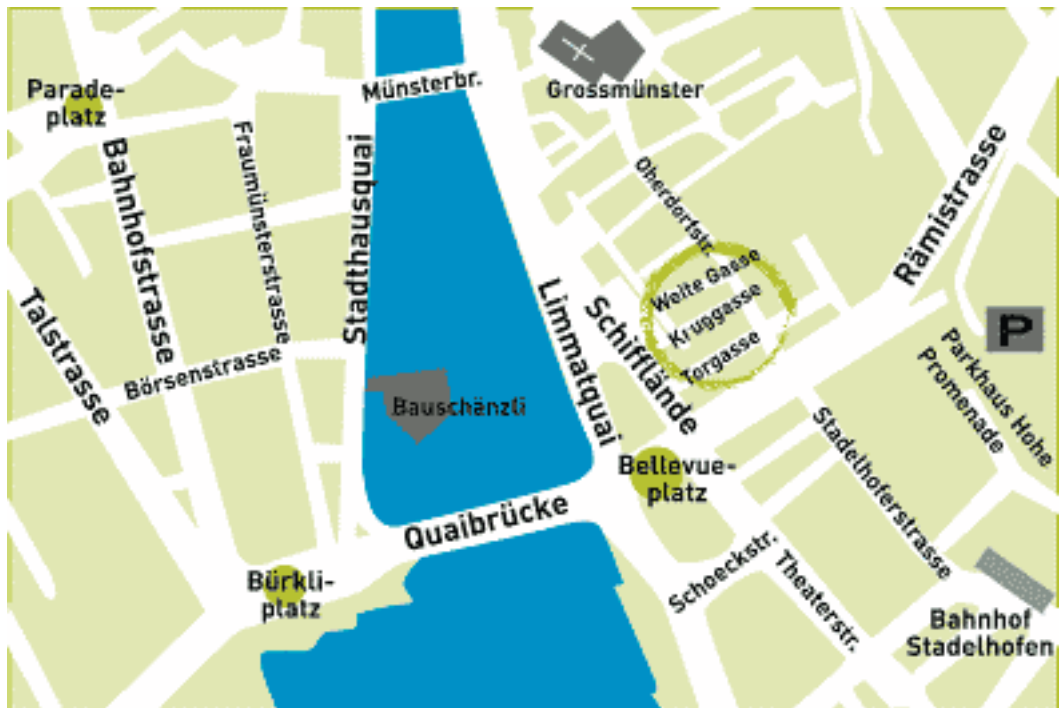 Parade-
platz
Münsterbr.
Grossmünster
Bahnhofstrasse
Fraumünsterstrasse
Stadthausquai
Oberdorfstr.
Rämistrasse
Weite Gasse
Kruggasse
Torgasse
Talstrasse
Börsenstrasse
Limmatquai
Schifflände
P
Parkhaus Hohe
Promenade
Bauschänzli
Bellevue-
platz
Stadelhoferstrasse
Quaibrücke
Schoeckstr.
Theaterstr.
Bürkli-
platz
Bahnhof
Stadelhofen